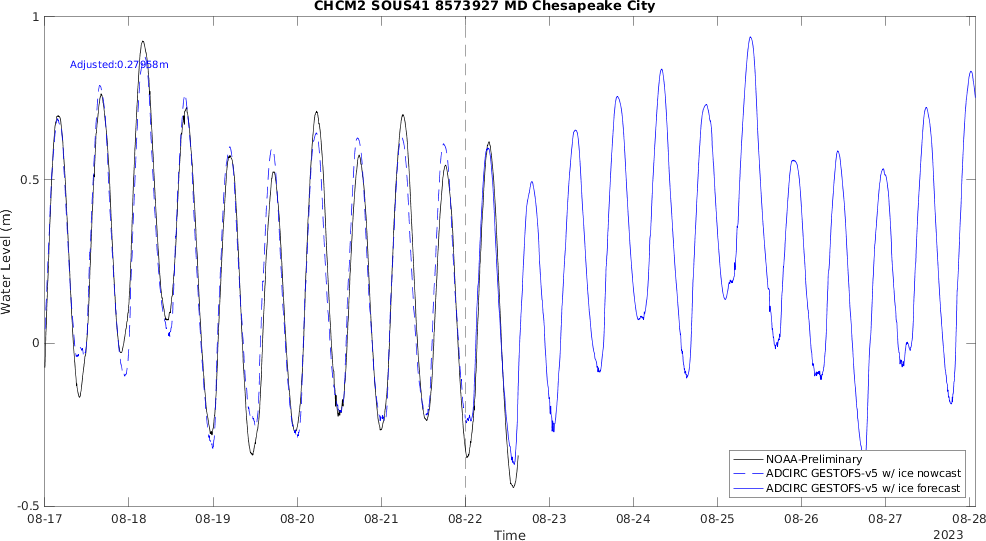 CHCM2 SOUS41 8573927 MD Chesapeake City
1
Adjusted:0.27958m
0.5
Water Level (m)
0
NOAA-Preliminary
ADCIRC GESTOFS-v5 w/ ice nowcast
ADCIRC GESTOFS-v5 w/ ice forecast
-0.5
08-17 08-18 08-19 08-20 08-21 08-22 08-23 08-24 08-25 08-26 08-27 08-28
Time
2023